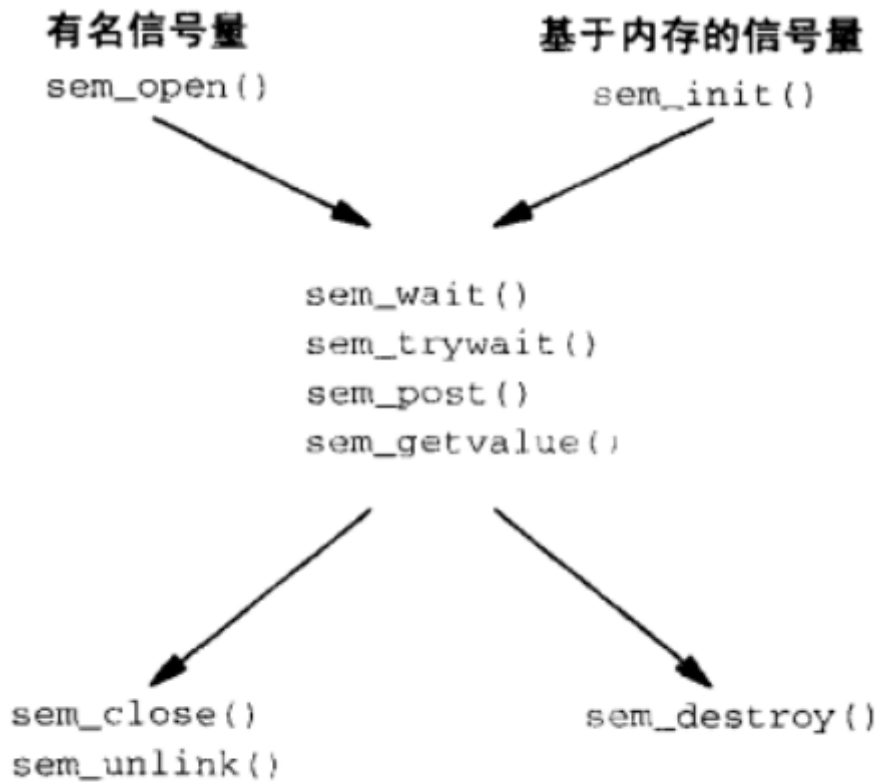 有名信号量
基于内存的信号量
sem_open()
sem_init()
sem_wait()
sem_trywait()
sem_post()
sem_getvalue()
sem_close()
sem_destroy()
sem_unlink()